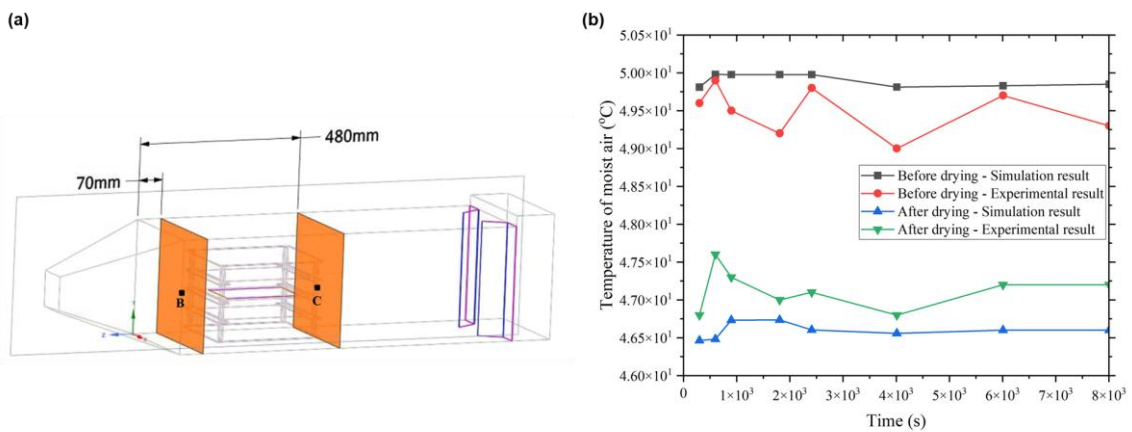 (a)
480mm
70mm
B
C
(b)
Temperature of moist air (°C)
5.05×10¹
5.00×10¹
4.95×10¹
4.90×10¹
4.85×10¹
4.80×10¹
4.75×10¹
4.70×10¹
4.65×10¹
4.60×10¹
Before drying - Simulation result
Before drying - Experimental result
After drying - Simulation result
After drying - Experimental result
0 1×10³ 2×10³ 3×10³ 4×10³ 5×10³ 6×10³ 7×10³ 8×10³
Time (s)